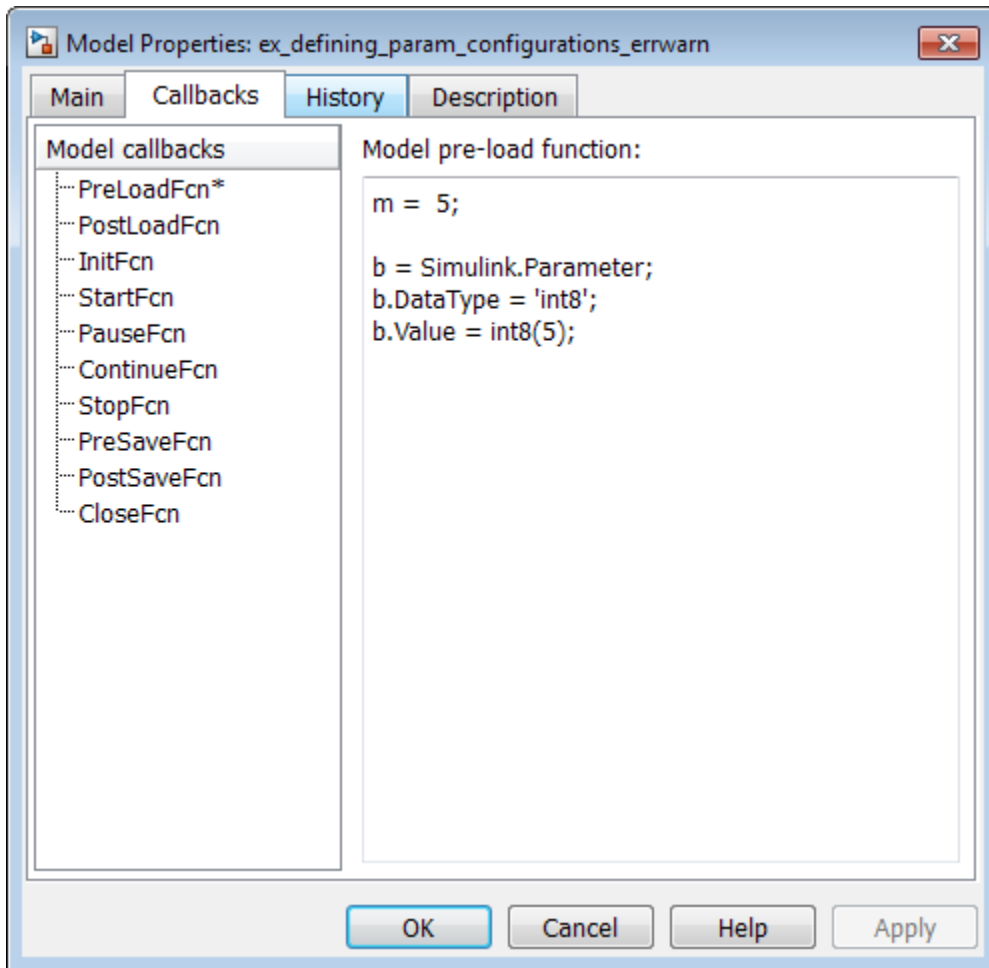 Model Properties: ex_defining_param_configurations_errwarn
Main Callbacks History Description
Model callbacks
PreLoadFcn*
PostLoadFcn
InitFcn
StartFcn
PauseFcn
ContinueFcn
StopFcn
PreSaveFcn
PostSaveFcn
CloseFcn
Model pre-load function:
m =  5;
b = Simulink.Parameter;
b.DataType = 'int8';
b.Value = int8(5);
OK Cancel Help Apply